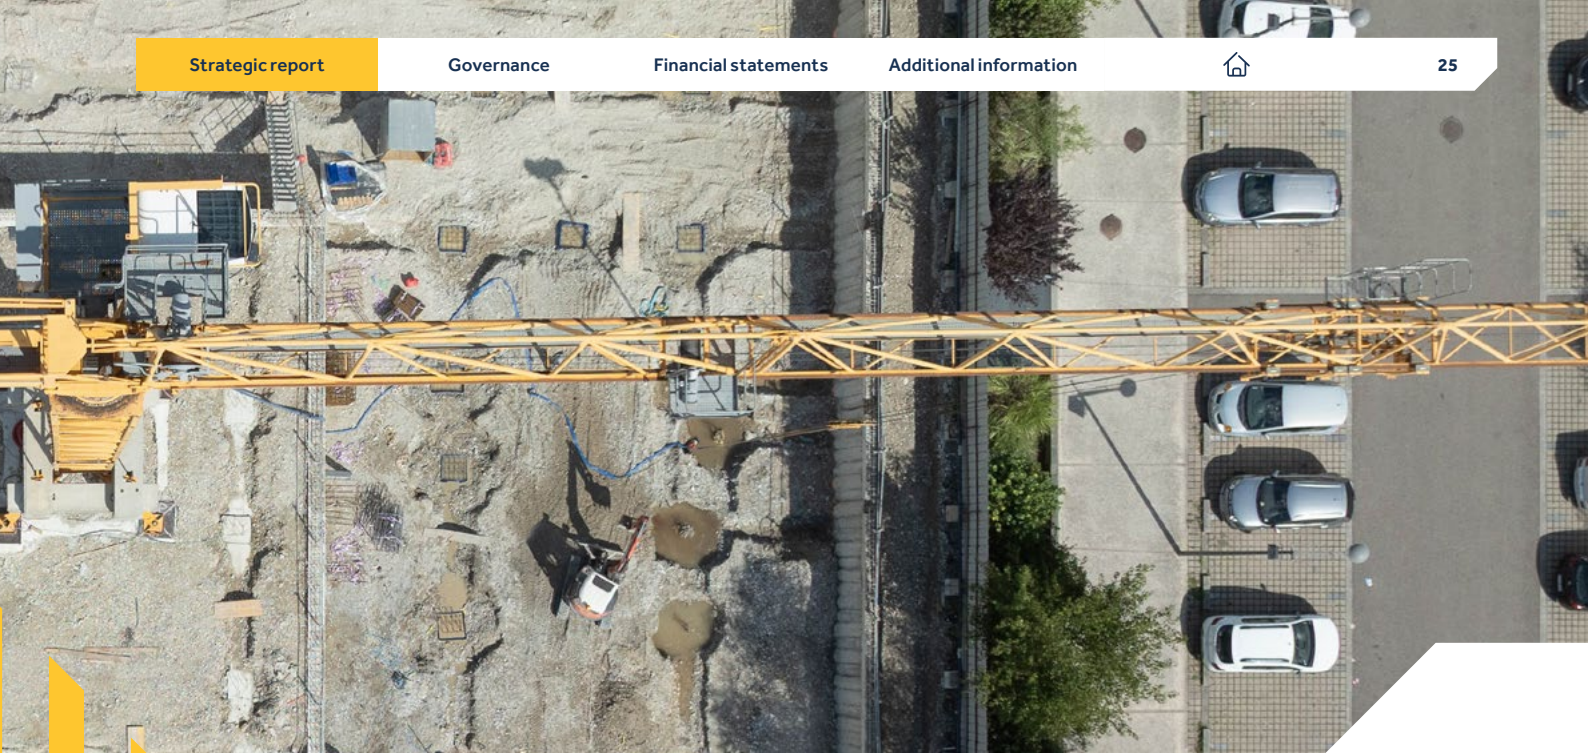 Strategic report
Governance
Financial statements
Additional information
25